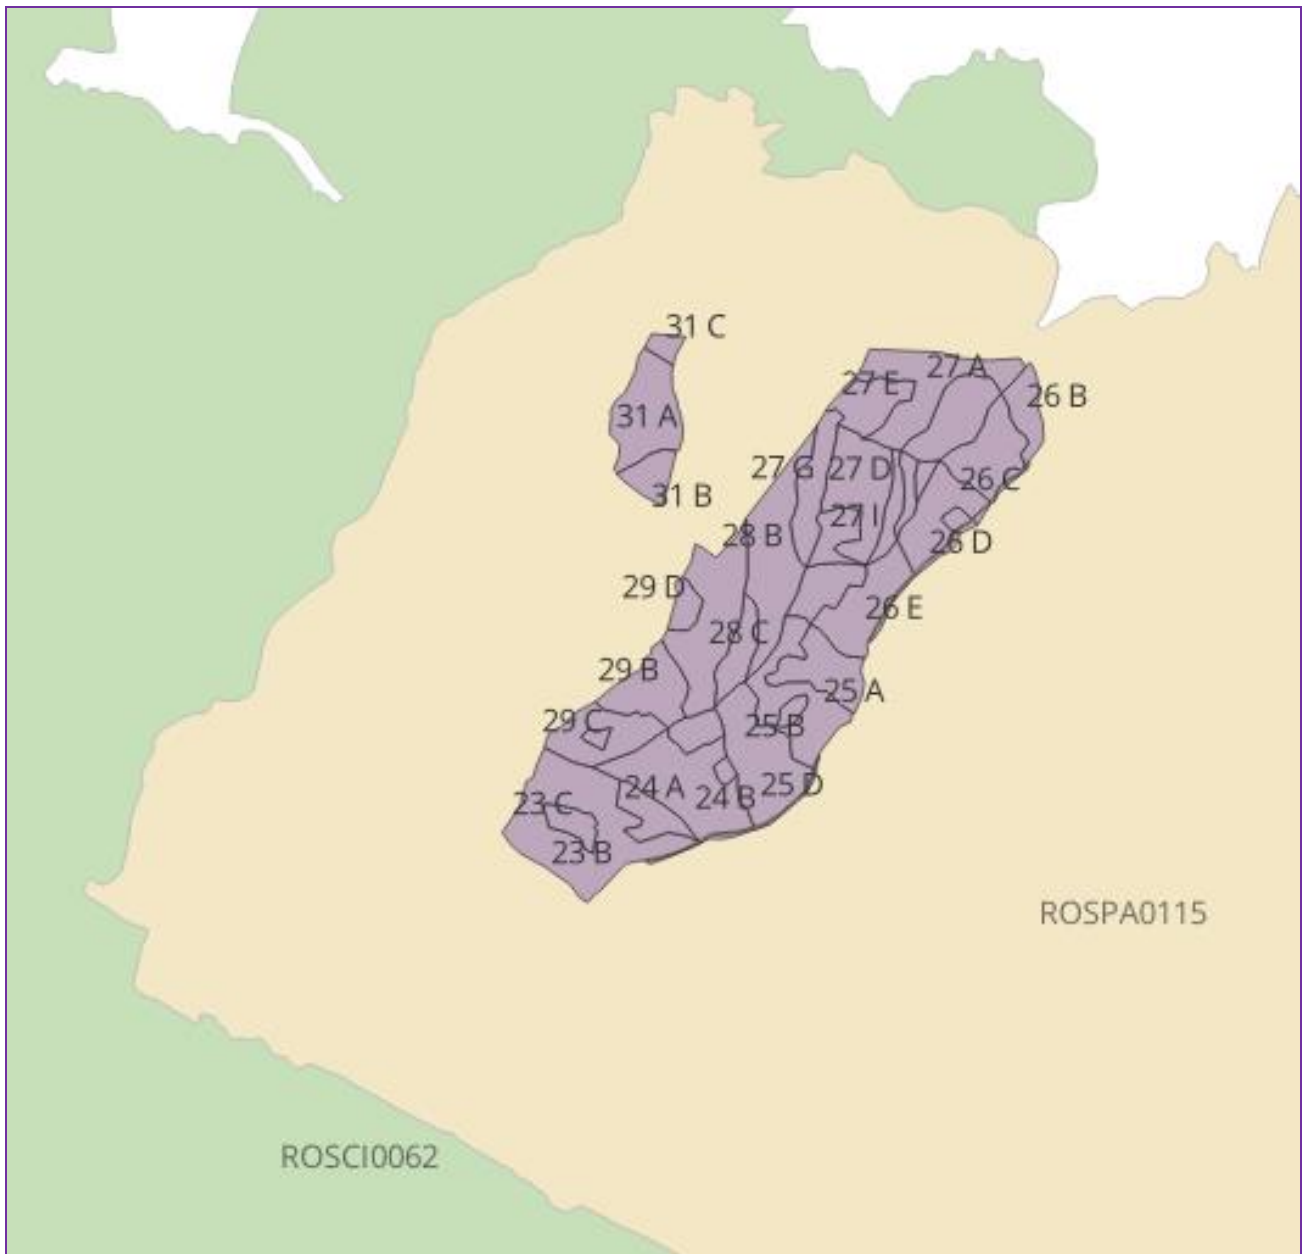 31 C
27 A
27 E
26 B
31 A
27 G
27 D
26 C
31 B
27 I
28 B
26 D
29 D
26 E
28 C
29 B
25 A
29 C
25 B
24 A
25 D
24 B
23 C
23 B
ROSPA0115
ROSCI0062